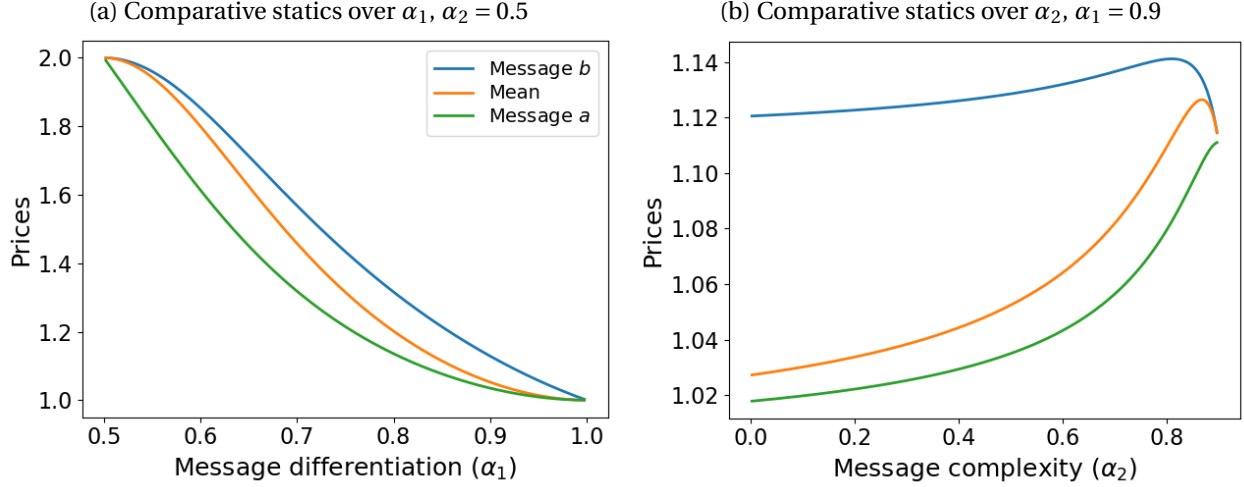 (a) Comparative statics over α₁, α₂ = 0.5
2.0
1.8
1.6
1.4
1.2
1.0
Prices
Message b
Mean
Message a
0.5 0.6 0.7 0.8 0.9 1.0
Message differentiation (α₁)
(b) Comparative statics over α₂, α₁ = 0.9
1.14
1.12
1.10
1.08
1.06
1.04
1.02
Prices
0.0 0.2 0.4 0.6 0.8
Message complexity (α₂)